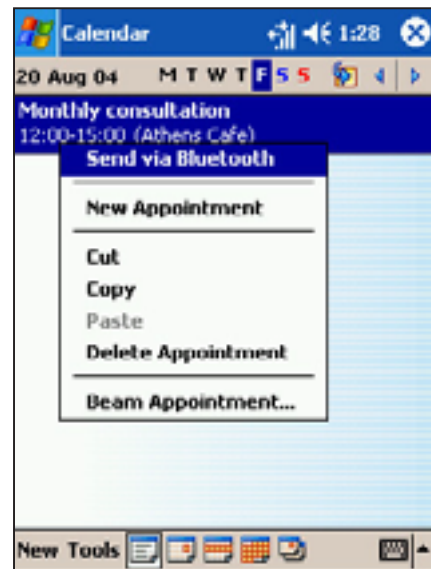 Calendar 1:28
20 Aug 04 M T W T F S S
Monthly consultation
12:00-15:00 (Athens Cafe)
Send via Bluetooth
New Appointment
Cut
Copy
Paste
Delete Appointment
Beam Appointment...
New Tools